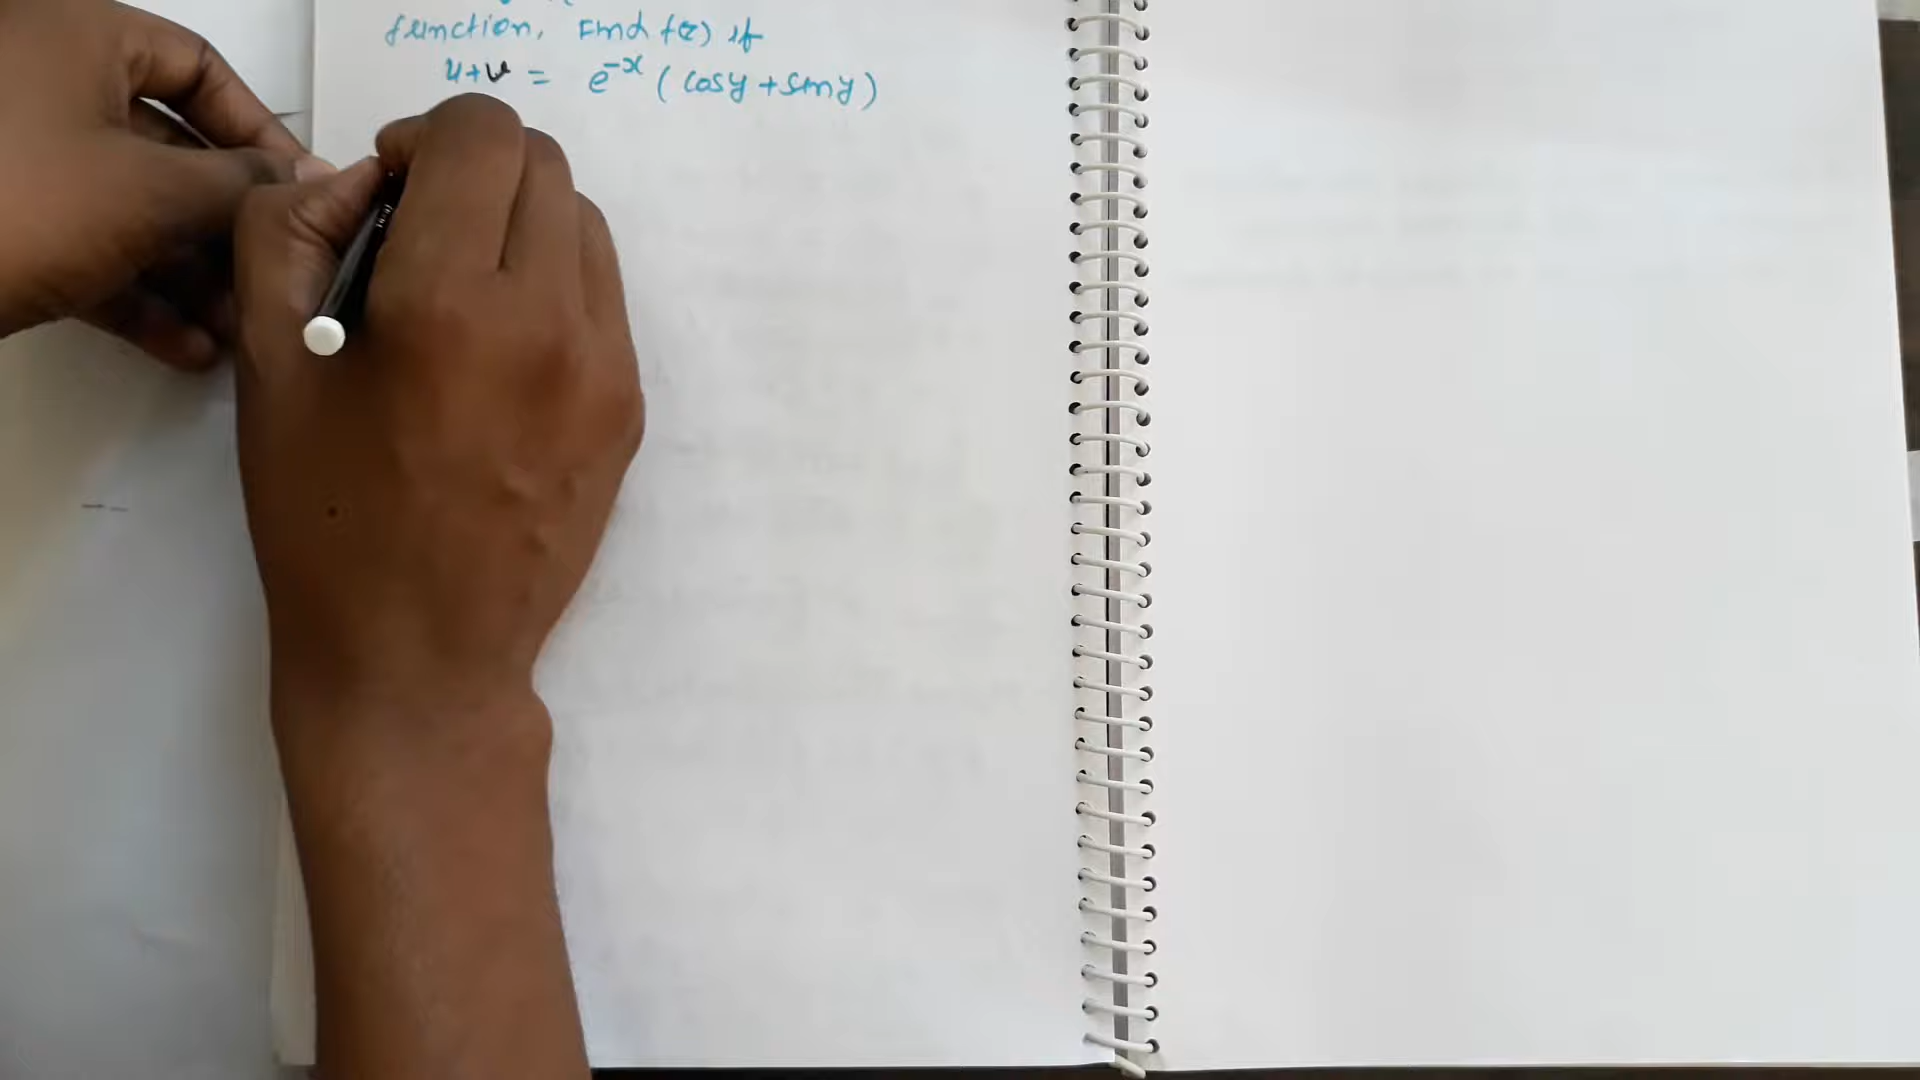 function, Find f(z) if
u+v = e^-x (cosy + siny)